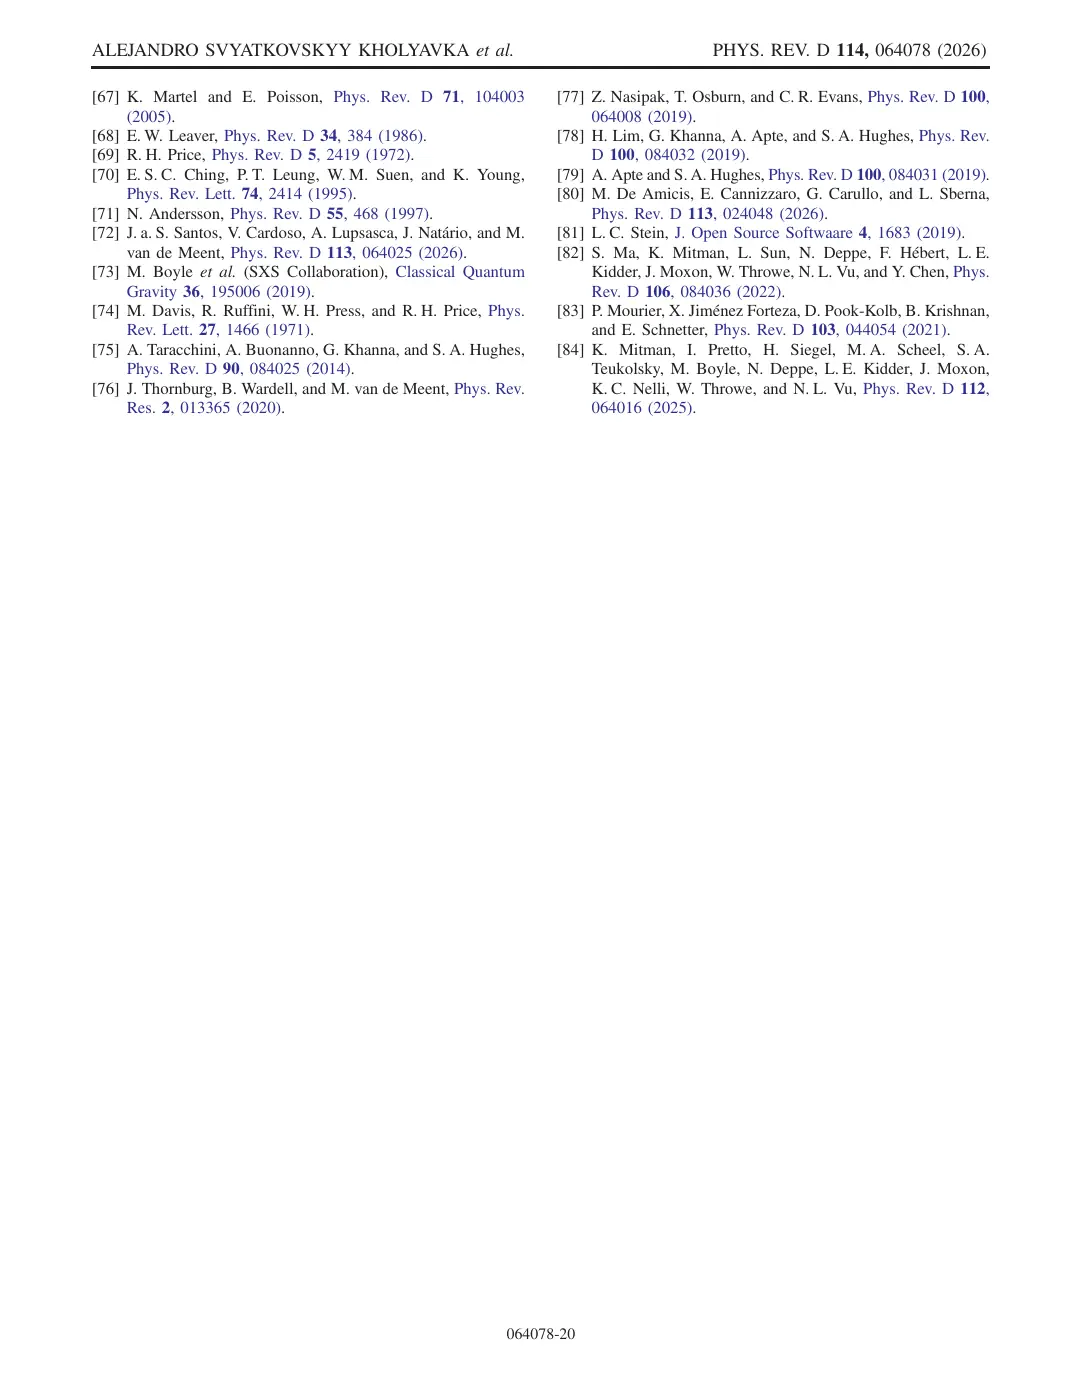 ALEJANDRO SVYATKOVSKYY KHOLYAVKA et al. PHYS. REV. D 114, 064078 (2026)
[67] K. Martel and E. Poisson, Phys. Rev. D 71, 104003
(2005).
[68] E. W. Leaver, Phys. Rev. D 34, 384 (1986).
[69] R. H. Price, Phys. Rev. D 5, 2419 (1972).
[70] E. S. C. Ching, P. T. Leung, W. M. Suen, and K. Young,
Phys. Rev. Lett. 74, 2414 (1995).
[71] N. Andersson, Phys. Rev. D 55, 468 (1997).
[72] J. a. S. Santos, V. Cardoso, A. Lupsasca, J. Natário, and M.
van de Meent, Phys. Rev. D 113, 064025 (2026).
[73] M. Boyle et al. (SXS Collaboration), Classical Quantum
Gravity 36, 195006 (2019).
[74] M. Davis, R. Ruffini, W. H. Press, and R. H. Price, Phys.
Rev. Lett. 27, 1466 (1971).
[75] A. Taracchini, A. Buonanno, G. Khanna, and S. A. Hughes,
Phys. Rev. D 90, 084025 (2014).
[76] J. Thornburg, B. Wardell, and M. van de Meent, Phys. Rev.
Res. 2, 013365 (2020).
[77] Z. Nasipak, T. Osburn, and C. R. Evans, Phys. Rev. D 100,
064008 (2019).
[78] H. Lim, G. Khanna, A. Apte, and S. A. Hughes, Phys. Rev.
D 100, 084032 (2019).
[79] A. Apte and S. A. Hughes, Phys. Rev. D 100, 084031 (2019).
[80] M. De Amicis, E. Cannizzaro, G. Carullo, and L. Sberna,
Phys. Rev. D 113, 024048 (2026).
[81] L. C. Stein, J. Open Source Softwaare 4, 1683 (2019).
[82] S. Ma, K. Mitman, L. Sun, N. Deppe, F. Hébert, L. E.
Kidder, J. Moxon, W. Throwe, N. L. Vu, and Y. Chen, Phys.
Rev. D 106, 084036 (2022).
[83] P. Mourier, X. Jiménez Forteza, D. Pook-Kolb, B. Krishnan,
and E. Schnetter, Phys. Rev. D 103, 044054 (2021).
[84] K. Mitman, I. Pretto, H. Siegel, M. A. Scheel, S. A.
Teukolsky, M. Boyle, N. Deppe, L. E. Kidder, J. Moxon,
K. C. Nelli, W. Throwe, and N. L. Vu, Phys. Rev. D 112,
064016 (2025).
064078-20